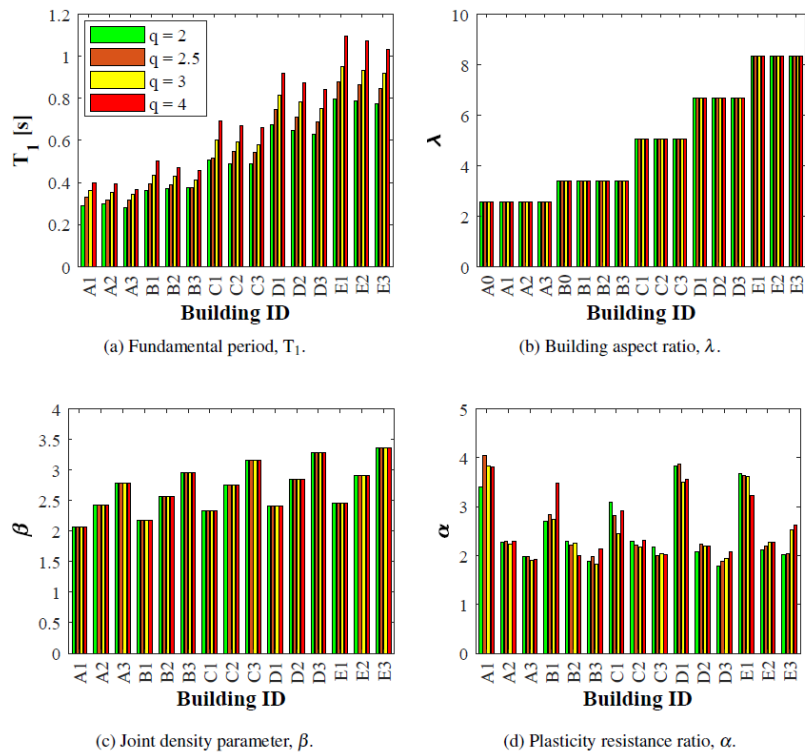 1.2
1
0.8
0.6
0.4
0.2
0
T1 [s]
q = 2
q = 2.5
q = 3
q = 4
A1 A2 A3 B1 B2 B3 C1 C2 C3 D1 D2 D3 E1 E2 E3
Building ID
(a) Fundamental period, T1.
10
8
6
4
2
0
λ
A0 A1 A2 A3 B0 B1 B2 B3 C1 C2 C3 D1 D2 D3 E1 E2 E3
Building ID
(b) Building aspect ratio, λ.
4
3.5
3
2.5
2
1.5
1
0.5
0
β
A1 A2 A3 B1 B2 B3 C1 C2 C3 D1 D2 D3 E1 E2 E3
Building ID
(c) Joint density parameter, β.
5
4
3
2
1
0
α
A1 A2 A3 B1 B2 B3 C1 C2 C3 D1 D2 D3 E1 E2 E3
Building ID
(d) Plasticity resistance ratio, α.